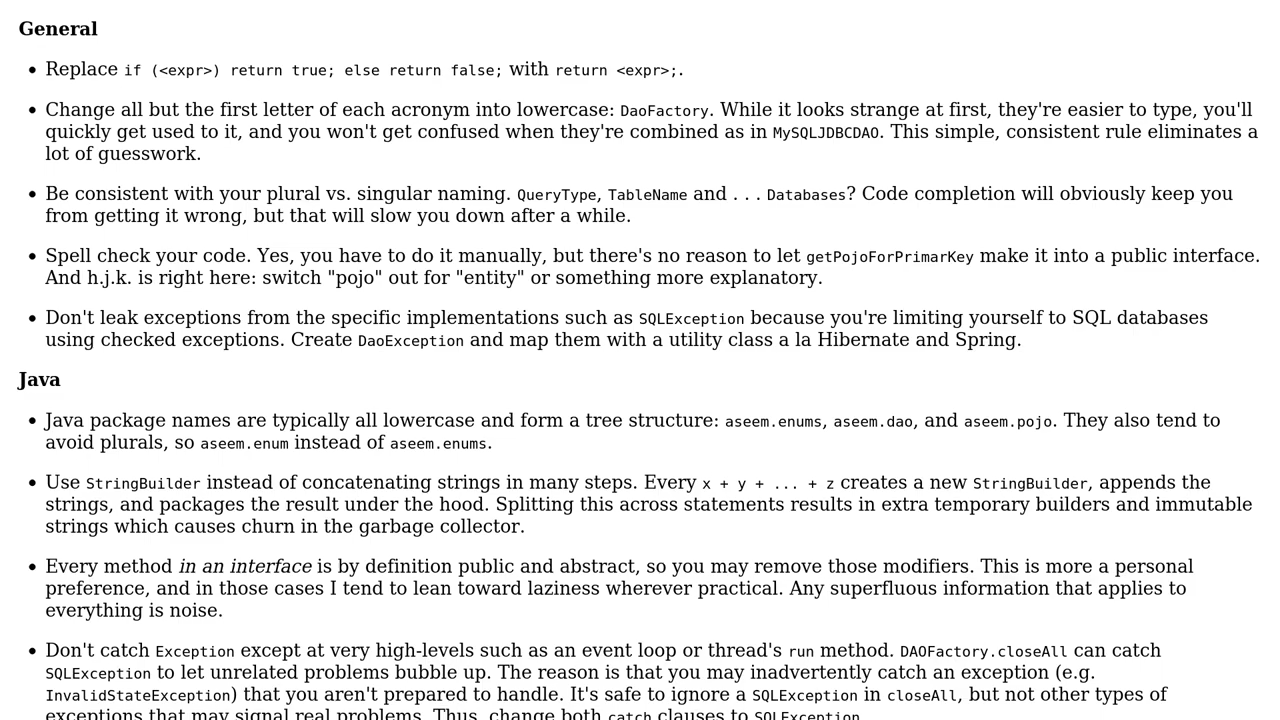 General
• Replace if (<expr>) return true; else return false; with return <expr>;.
• Change all but the first letter of each acronym into lowercase: DaoFactory. While it looks strange at first, they're easier to type, you'll
quickly get used to it, and you won't get confused when they're combined as in MySQLJDBCDAO. This simple, consistent rule eliminates a
lot of guesswork.
• Be consistent with your plural vs. singular naming. QueryType, TableName and . . . Databases? Code completion will obviously keep you
from getting it wrong, but that will slow you down after a while.
• Spell check your code. Yes, you have to do it manually, but there's no reason to let getPojoForPrimarKey make it into a public interface.
And h.j.k. is right here: switch "pojo" out for "entity" or something more explanatory.
• Don't leak exceptions from the specific implementations such as SQLException because you're limiting yourself to SQL databases
using checked exceptions. Create DaoException and map them with a utility class a la Hibernate and Spring.
Java
• Java package names are typically all lowercase and form a tree structure: aseem.enums, aseem.dao, and aseem.pojo. They also tend to
avoid plurals, so aseem.enum instead of aseem.enums.
• Use StringBuilder instead of concatenating strings in many steps. Every x + y + ... + z creates a new StringBuilder, appends the
strings, and packages the result under the hood. Splitting this across statements results in extra temporary builders and immutable
strings which causes churn in the garbage collector.
• Every method in an interface is by definition public and abstract, so you may remove those modifiers. This is more a personal
preference, and in those cases I tend to lean toward laziness wherever practical. Any superfluous information that applies to
everything is noise.
• Don't catch Exception except at very high-levels such as an event loop or thread's run method. DAOFactory.closeAll can catch
SQLException to let unrelated problems bubble up. The reason is that you may inadvertently catch an exception (e.g.
InvalidStateException) that you aren't prepared to handle. It's safe to ignore a SQLException in closeAll, but not other types of
exceptions that may signal real problems. Thus, change both catch clauses to SQLException.